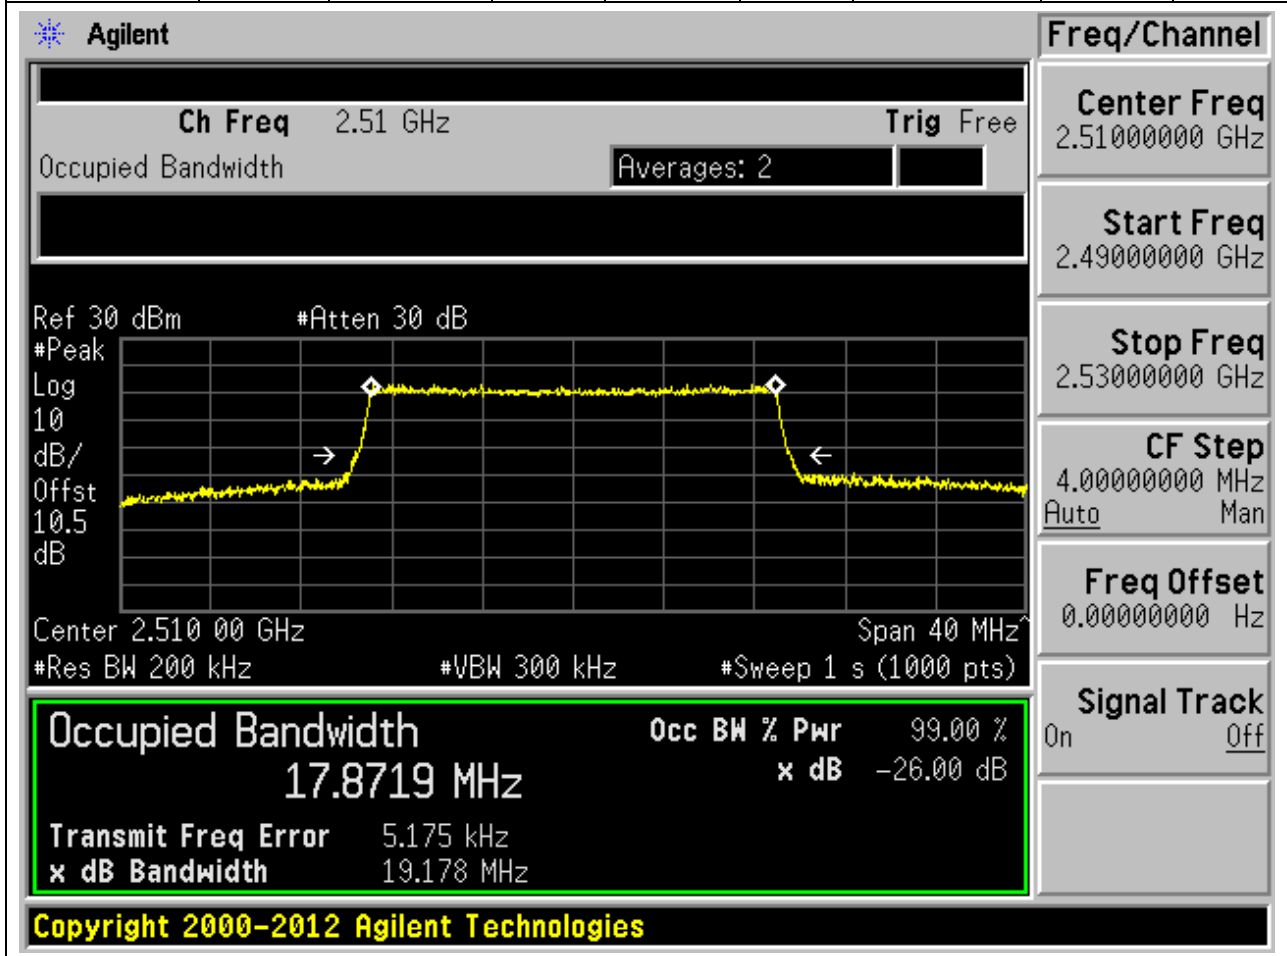 Agilent
Freq/Channel
Ch Freq 2.51 GHz Trig Free
Occupied Bandwidth Averages: 2
Center Freq
2.51000000 GHz
Start Freq
2.49000000 GHz
Stop Freq
2.53000000 GHz
CF Step
4.00000000 MHz
Auto Man
Freq Offset
0.00000000 Hz
Signal Track
On Off
Ref 30 dBm #Atten 30 dB
#Peak
Log
10
dB/
Offst
10.5
dB
Center 2.510 00 GHz Span 40 MHz^
#Res BW 200 kHz #VBW 300 kHz #Sweep 1 s (1000 pts)
Occupied Bandwidth
17.8719 MHz
Occ BW % Pwr 99.00 %
x dB -26.00 dB
Transmit Freq Error 5.175 kHz
x dB Bandwidth 19.178 MHz
Copyright 2000-2012 Agilent Technologies